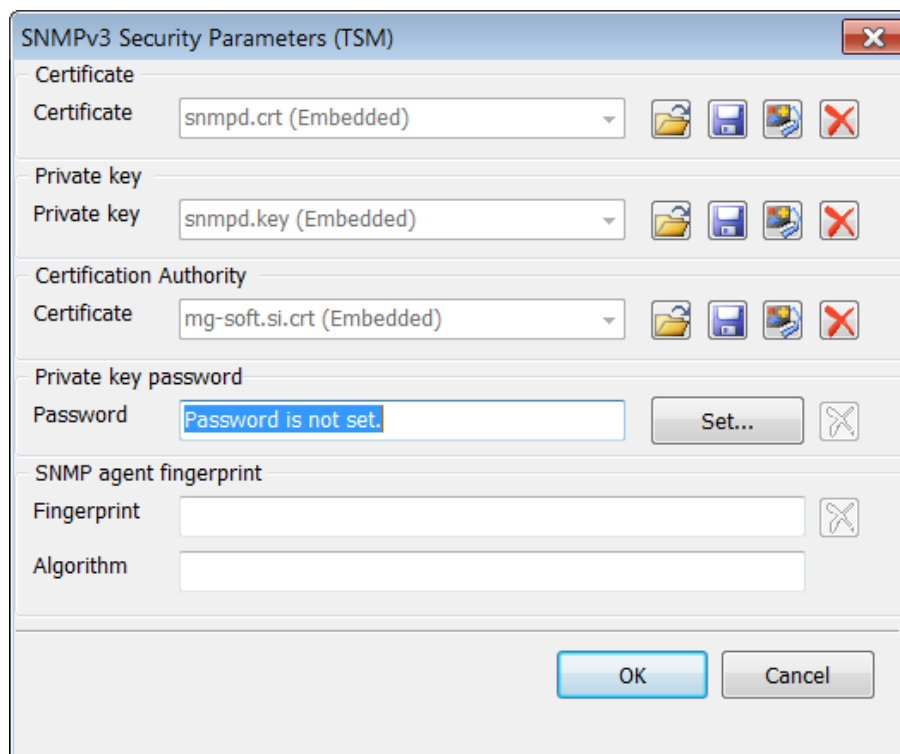 SNMPv3 Security Parameters (TSM)
Certificate
Certificate snmpd.crt (Embedded)
Private key
Private key snmpd.key (Embedded)
Certification Authority
Certificate mg-soft.si.crt (Embedded)
Private key password
Password Password is not set. Set...
SNMP agent fingerprint
Fingerprint
Algorithm
OK Cancel